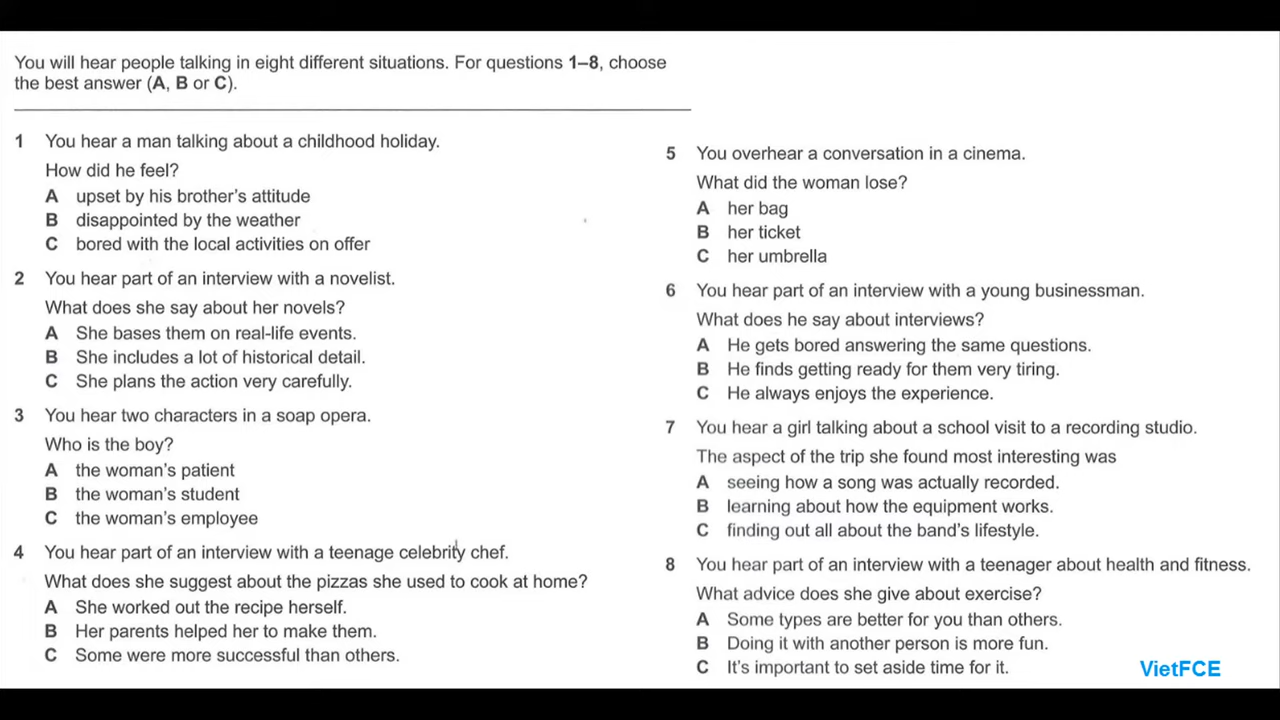 You will hear people talking in eight different situations. For questions 1–8, choose
the best answer (A, B or C).
1 You hear a man talking about a childhood holiday.
How did he feel?
A upset by his brother's attitude
B disappointed by the weather
C bored with the local activities on offer
2 You hear part of an interview with a novelist.
What does she say about her novels?
A She bases them on real-life events.
B She includes a lot of historical detail.
C She plans the action very carefully.
3 You hear two characters in a soap opera.
Who is the boy?
A the woman's patient
B the woman's student
C the woman's employee
4 You hear part of an interview with a teenage celebrity chef.
What does she suggest about the pizzas she used to cook at home?
A She worked out the recipe herself.
B Her parents helped her to make them.
C Some were more successful than others.
5 You overhear a conversation in a cinema.
What did the woman lose?
A her bag
B her ticket
C her umbrella
6 You hear part of an interview with a young businessman.
What does he say about interviews?
A He gets bored answering the same questions.
B He finds getting ready for them very tiring.
C He always enjoys the experience.
7 You hear a girl talking about a school visit to a recording studio.
The aspect of the trip she found most interesting was
A seeing how a song was actually recorded.
B learning about how the equipment works.
C finding out all about the band's lifestyle.
8 You hear part of an interview with a teenager about health and fitness.
What advice does she give about exercise?
A Some types are better for you than others.
B Doing it with another person is more fun.
C It's important to set aside time for it.
VietFCE